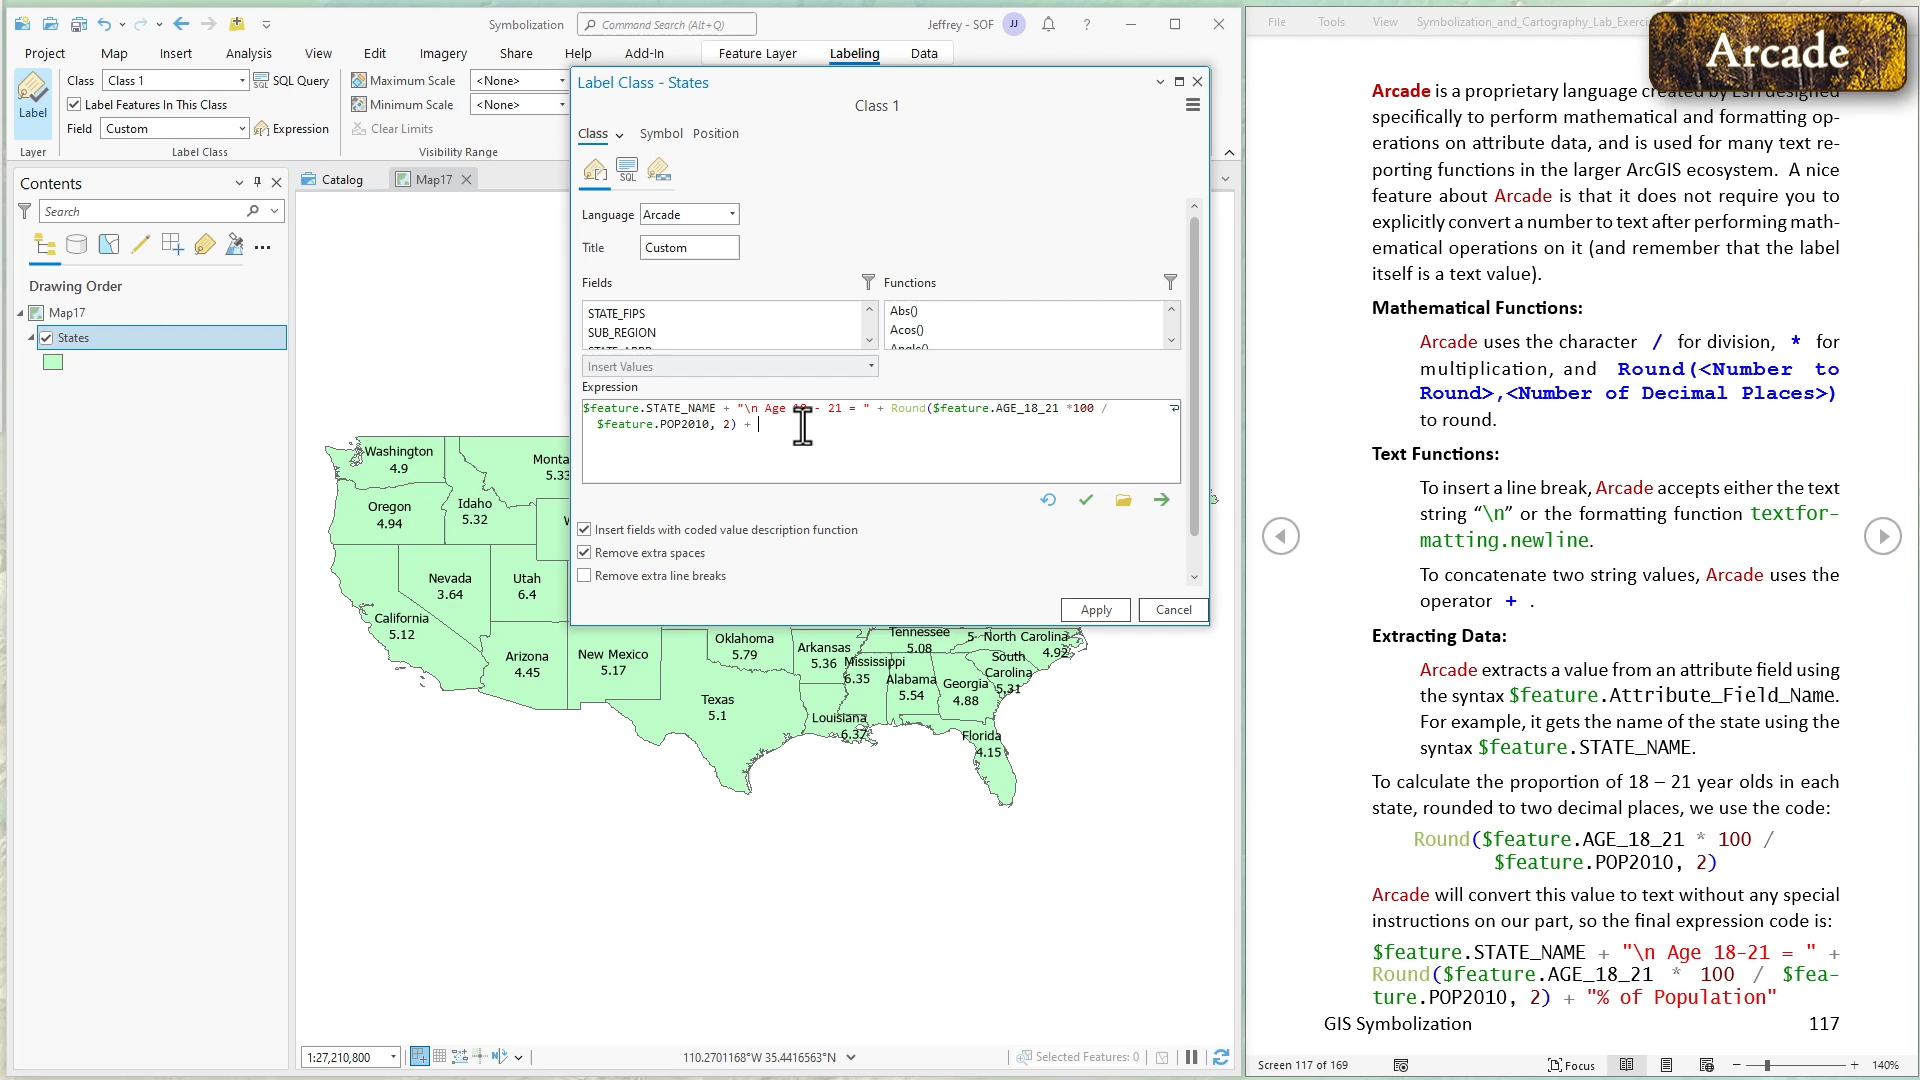 Symbolization
Command Search (Alt+Q)
Jeffrey - SOF
JJ
?
Project
Map
Insert
Analysis
View
Edit
Imagery
Share
Help
Add-In
Feature Layer
Labeling
Data
Label
Layer
Class
Class 1
SQL Query
Label Features In This Class
Field
Custom
Expression
Label Class
Maximum Scale
<None>
Minimum Scale
<None>
Clear Limits
Visibility Range
Contents
Search
Drawing Order
Map17
States
Catalog
Map17
Label Class - States
Class 1
Class
Symbol
Position
SQL
Language
Arcade
Title
Custom
Fields
Functions
STATE_FIPS
SUB_REGION
Abs()
Acos()
Insert Values
Expression
$feature.STATE_NAME + "\n Age 18 - 21 = " + Round($feature.AGE_18_21 *100 /
$feature.POP2010, 2) +
Insert fields with coded value description function
Remove extra spaces
Remove extra line breaks
Apply
Cancel
Washington
4.9
Oregon
4.94
Idaho
5.32
Nevada
3.64
Utah
6.4
California
5.12
Arizona
4.45
New Mexico
5.17
Oklahoma
5.79
Texas
5.1
Arkansas
5.36
Louisiana
6.37
Mississippi
6.35
Tennessee
5.08
Alabama
5.54
Georgia
4.88
North Carolina
4.92
South
Carolina
5.31
Florida
4.15
1:27,210,800
110.2701168°W 35.4416563°N
Selected Features: 0
File
Tools
View
Symbolization_and_Cartography_Lab_Exerci
Arcade
Arcade is a proprietary language created by Esri designed
specifically to perform mathematical and formatting op-
erations on attribute data, and is used for many text re-
porting functions in the larger ArcGIS ecosystem. A nice
feature about Arcade is that it does not require you to
explicitly convert a number to text after performing math-
ematical operations on it (and remember that the label
itself is a text value).
Mathematical Functions:
Arcade uses the character / for division, * for
multiplication, and Round(<Number to
Round>,<Number of Decimal Places>)
to round.
Text Functions:
To insert a line break, Arcade accepts either the text
string “\n” or the formatting function textfor-
matting.newline.
To concatenate two string values, Arcade uses the
operator + .
Extracting Data:
Arcade extracts a value from an attribute field using
the syntax $feature.Attribute_Field_Name.
For example, it gets the name of the state using the
syntax $feature.STATE_NAME.
To calculate the proportion of 18 – 21 year olds in each
state, rounded to two decimal places, we use the code:
Round($feature.AGE_18_21 * 100 /
$feature.POP2010, 2)
Arcade will convert this value to text without any special
instructions on our part, so the final expression code is:
$feature.STATE_NAME + "\n Age 18-21 = " +
Round($feature.AGE_18_21 * 100 / $fea-
ture.POP2010, 2) + "% of Population"
GIS Symbolization
117
Screen 117 of 169
Focus
140%